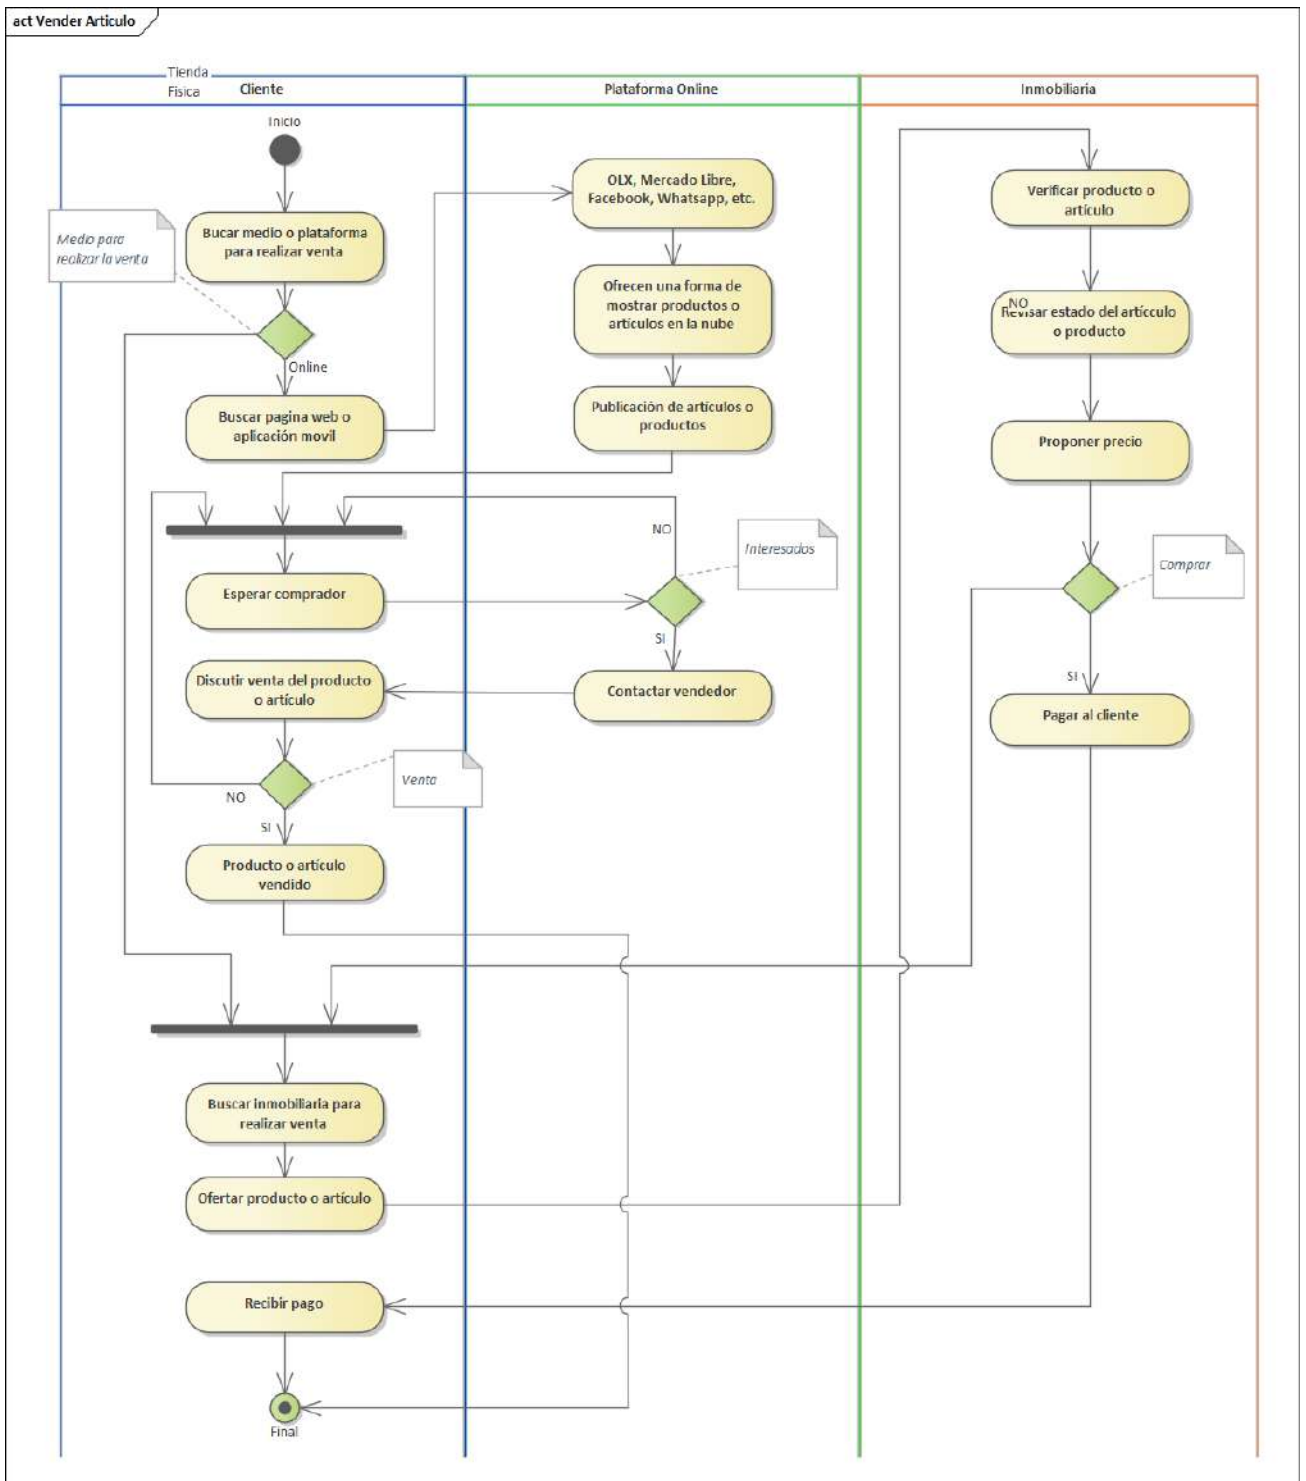 act Vender Articulo
Tienda
Fisica
Cliente
Plataforma Online
Inmobiliaria
Inicio
Bucar medio o plataforma
para realizar venta
Medio para
realizar la venta
Online
Buscar pagina web o
aplicación movil
OLX, Mercado Libre,
Facebook, Whatsapp, etc.
Ofrecen una forma de
mostrar productos o
artículos en la nube
Publicación de artículos o
productos
Verificar producto o
artículo
NO
Revisar estado del artícculo
o producto
Proponer precio
Comprar
SI
Pagar al cliente
NO
Interesados
Esperar comprador
SI
Contactar vendedor
Discutir venta del producto
o artículo
Venta
NO
SI
Producto o artículo
vendido
Buscar inmobiliaria para
realizar venta
Ofertar producto o artículo
Recibir pago
Final